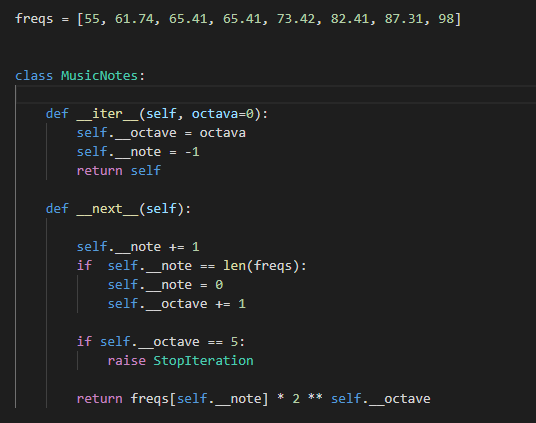 freqs = [55, 61.74, 65.41, 65.41, 73.42, 82.41, 87.31, 98]
class MusicNotes:
    def __iter__(self, octava=0):
        self.__octave = octava
        self.__note = -1
        return self
    def __next__(self):
        self.__note += 1
        if  self.__note == len(freqs):
            self.__note = 0
            self.__octave += 1
        if self.__octave == 5:
            raise StopIteration
        return freqs[self.__note] * 2 ** self.__octave